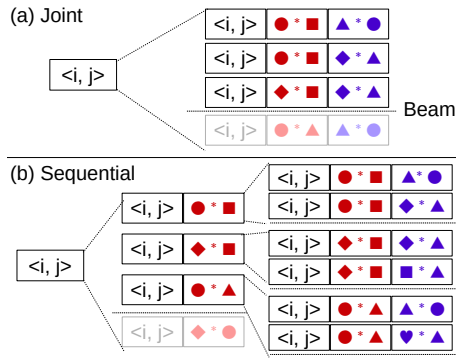 (a) Joint
<i, j> * *
<i, j> * *
<i, j>
<i, j> * *
Beam
<i, j> * *
(b) Sequential
<i, j> * *
<i, j> *
<i, j> * *
<i, j> * *
<i, j> *
<i, j>
<i, j> * *
<i, j> *
<i, j> * *
<i, j> *
<i, j> * *